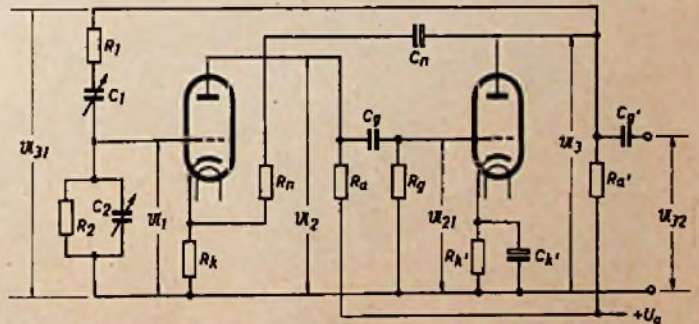 R1
C1
𝔘31
R2
C2
𝔘1
Rk
Rn
𝔘2
Cn
Cg
Ra
Rg
𝔘21
Rk'
Ck'
𝔘3
Cg'
Ra'
𝔘32
+Ua